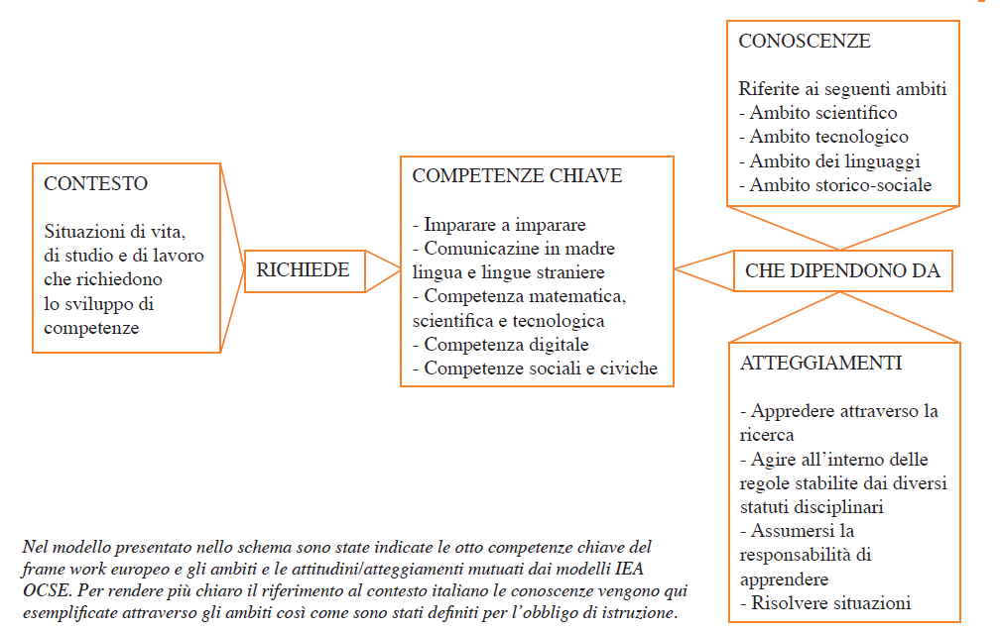 CONTESTO
Situazioni di vita,
di studio e di lavoro
che richiedono
lo sviluppo di
competenze
RICHIEDE
COMPETENZE CHIAVE
- Imparare a imparare
- Comunicazine in madre
lingua e lingue straniere
- Competenza matematica,
scientifica e tecnologica
- Competenza digitale
- Competenze sociali e civiche
CHE DIPENDONO DA
CONOSCENZE
Riferite ai seguenti ambiti
- Ambito scientifico
- Ambito tecnologico
- Ambito dei linguaggi
- Ambito storico-sociale
ATTEGGIAMENTI
- Appredere attraverso la
ricerca
- Agire all’interno delle
regole stabilite dai diversi
statuti disciplinari
- Assumersi la
responsabilità di
apprendere
- Risolvere situazioni
Nel modello presentato nello schema sono state indicate le otto competenze chiave del
frame work europeo e gli ambiti e le attitudini/atteggiamenti mutuati dai modelli IEA
OCSE. Per rendere più chiaro il riferimento al contesto italiano le conoscenze vengono qui
esemplificate attraverso gli ambiti così come sono stati definiti per l’obbligo di istruzione.